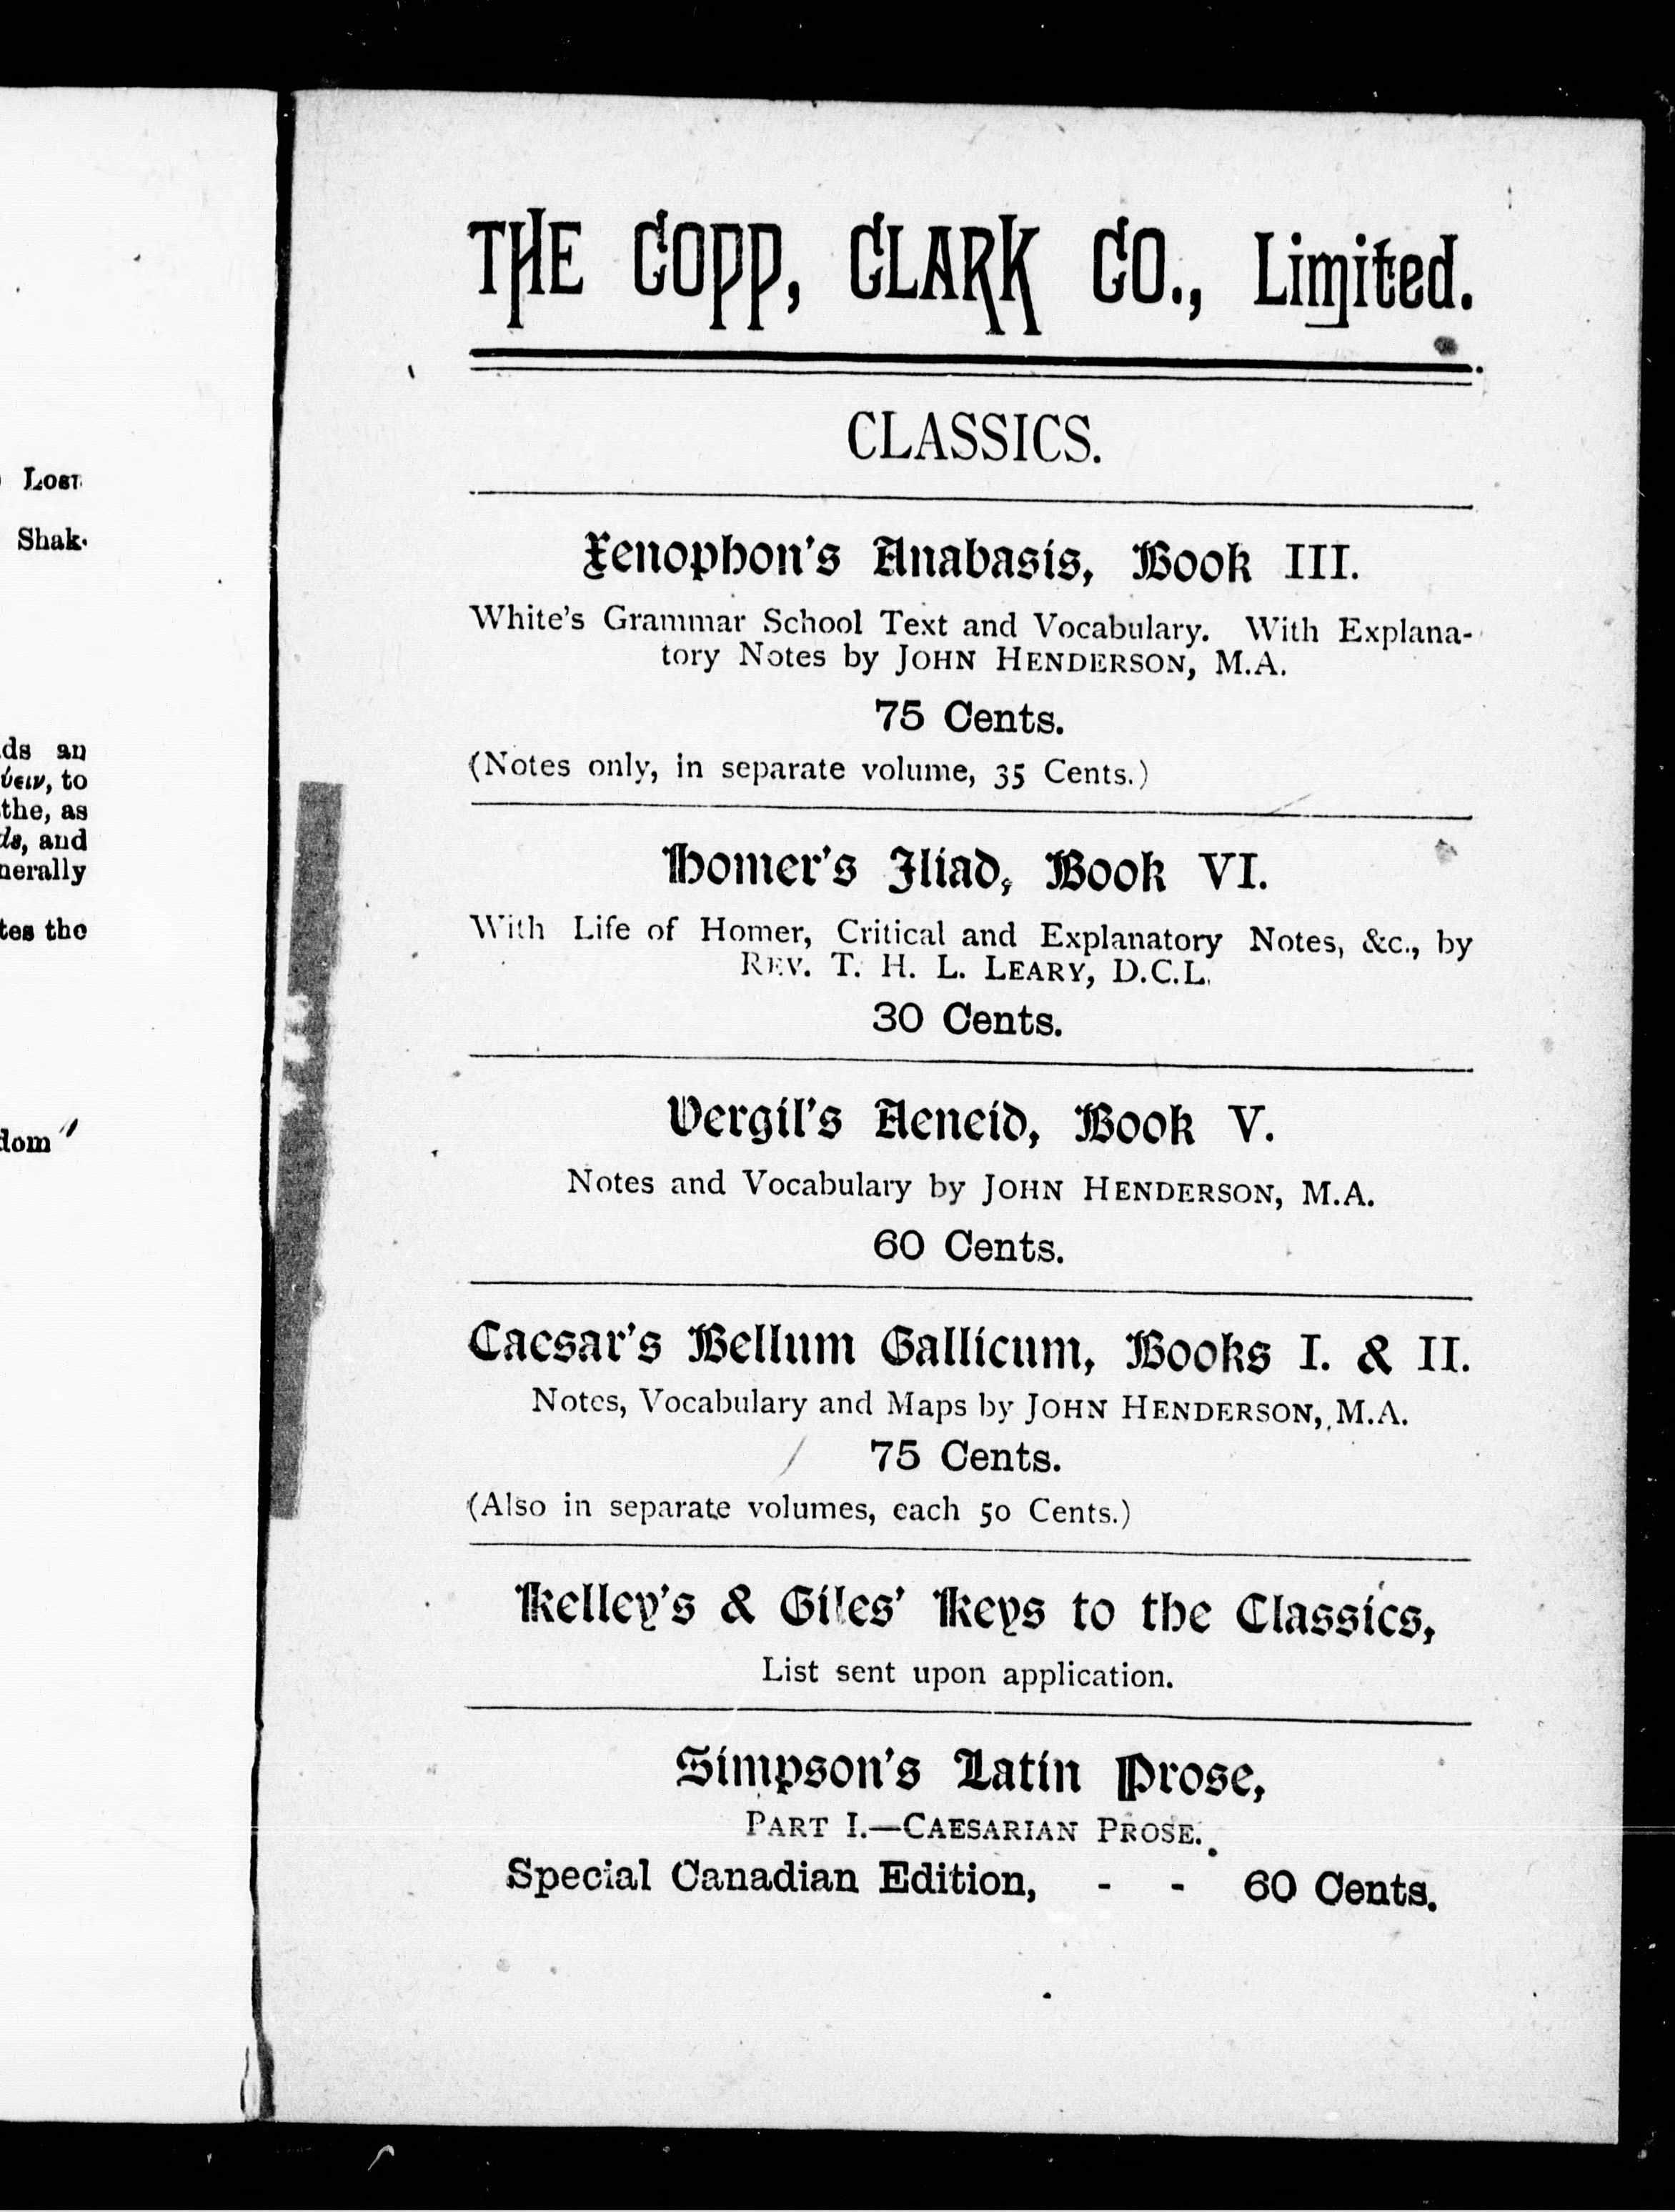 Lost
Shak-
ds an
to
the, as
ds, and
nerally
tes the
dom
THE COPP, CLARK CO., Limited.
CLASSICS.
Xenophon's Anabasis, Book III.
White's Grammar School Text and Vocabulary. With Explana-
tory Notes by JOHN HENDERSON, M.A.
75 Cents.
(Notes only, in separate volume, 35 Cents.)
Homer's Iliad, Book VI.
With Life of Homer, Critical and Explanatory Notes, &c., by
REV. T. H. L. LEARY, D.C.L.
30 Cents.
Vergil's Aeneid, Book V.
Notes and Vocabulary by JOHN HENDERSON, M.A.
60 Cents.
Caesar's Bellum Gallicum, Books I. & II.
Notes, Vocabulary and Maps by JOHN HENDERSON, M.A.
75 Cents.
(Also in separate volumes, each 50 Cents.)
Kelley's & Giles' Keys to the Classics,
List sent upon application.
Simpson's Latin Prose,
PART I.—CAESARIAN PROSE.
Special Canadian Edition, - - 60 Cents.